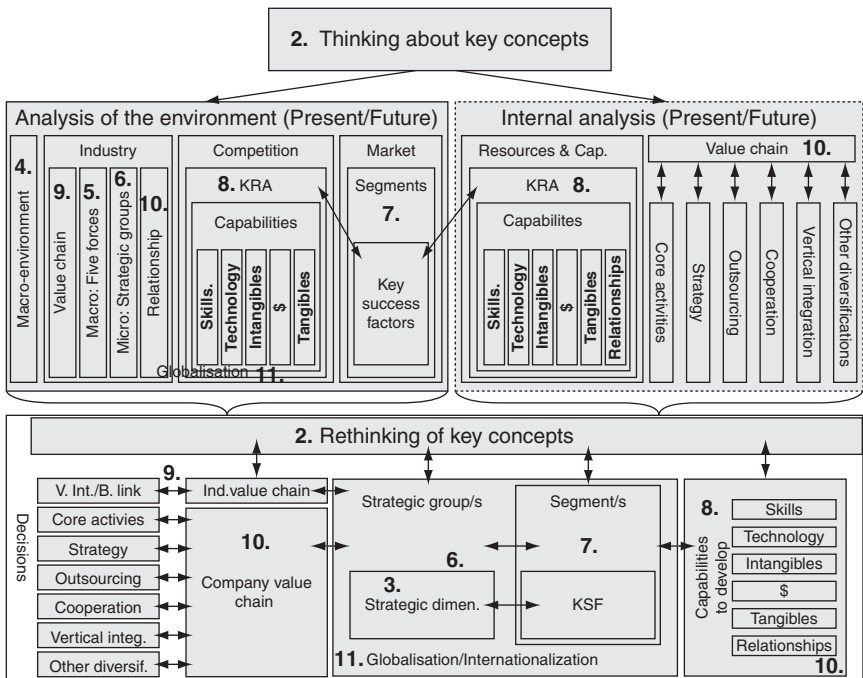 2. Thinking about key concepts
Analysis of the environment (Present/Future)
4.
Macro-environment
Industry
9.
Value chain
5.
Macro: Five forces
6.
Micro: Strategic groups
10.
Relationship
Competition
8. KRA
Capabilities
Skills.
Technology
Intangibles
$
Tangibles
Globalisation 11.
Market
Segments
7.
Key
success
factors
Internal analysis (Present/Future)
Resources & Cap.
KRA 8.
Capabilites
Skills.
Technology
Intangibles
$
Tangibles
Relationships
Value chain 10.
Core activities
Strategy
Outsourcing
Cooperation
Vertical integration
Other diversifications
2. Rethinking of key concepts
Decisions
V. Int./B. link
9.
Core activies
Strategy
Outsourcing
Cooperation
Vertical integ.
Other diversif.
Ind.value chain
10.
Company value
chain
Strategic group/s
6.
3.
Strategic dimen.
Segment/s
7.
KSF
11. Globalisation/Internationalization
8.
Capabilities
to develop
Skills
Technology
Intangibles
$
Tangibles
Relationships
10.